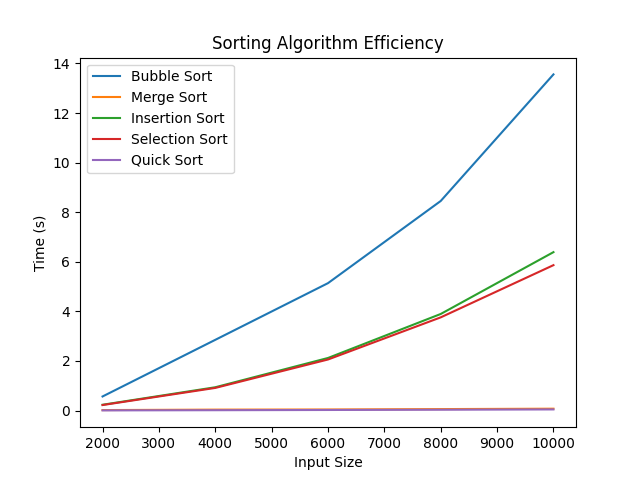 Sorting Algorithm Efficiency
Bubble Sort
Merge Sort
Insertion Sort
Selection Sort
Quick Sort
Time (s)
14
12
10
8
6
4
2
0
2000 3000 4000 5000 6000 7000 8000 9000 10000
Input Size